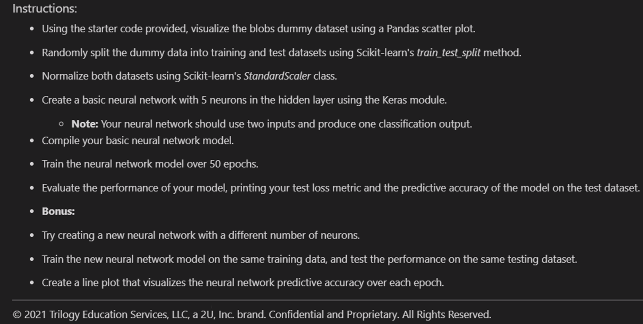 Instructions:
• Using the starter code provided, visualize the blobs dummy dataset using a Pandas scatter plot.
• Randomly split the dummy data into training and test datasets using Scikit-learn's train_test_split method.
• Normalize both datasets using Scikit-learn's StandardScaler class.
• Create a basic neural network with 5 neurons in the hidden layer using the Keras module.
○ Note: Your neural network should use two inputs and produce one classification output.
• Compile your basic neural network model.
• Train the neural network model over 50 epochs.
• Evaluate the performance of your model, printing your test loss metric and the predictive accuracy of the model on the test dataset.
• Bonus:
• Try creating a new neural network with a different number of neurons.
• Train the new neural network model on the same training data, and test the performance on the same testing dataset.
• Create a line plot that visualizes the neural network predictive accuracy over each epoch.
© 2021 Trilogy Education Services, LLC, a 2U, Inc. brand. Confidential and Proprietary. All Rights Reserved.